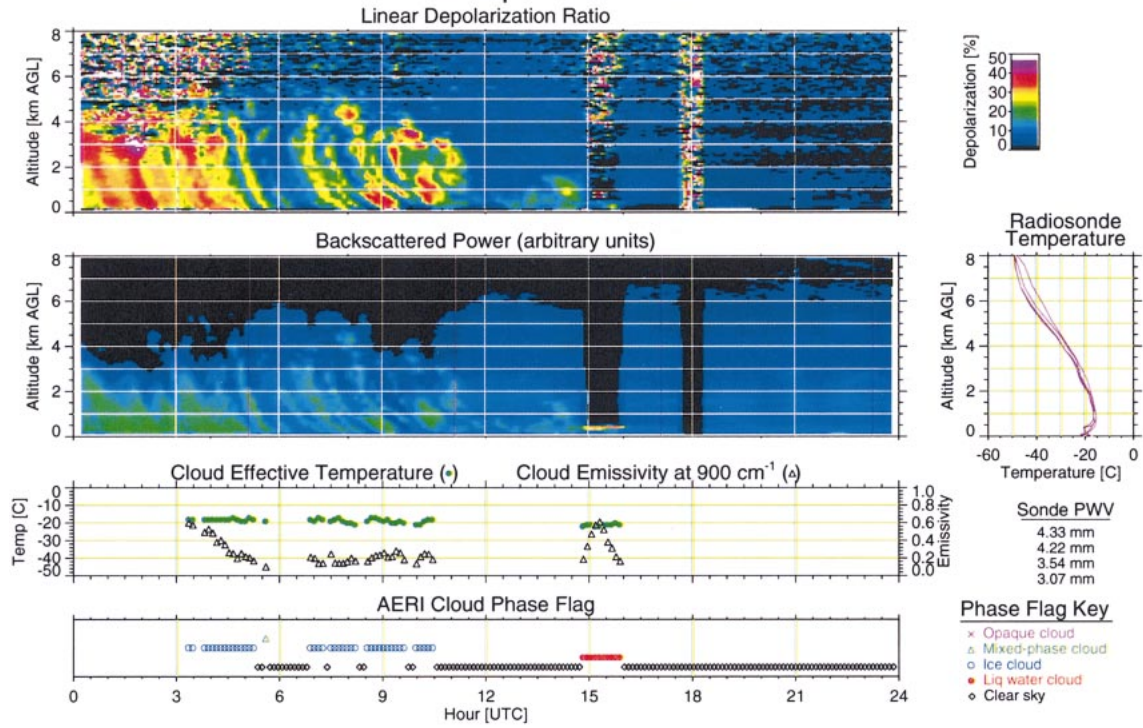 Linear Depolarization Ratio
8
6
4
2
0
Altitude [km AGL]
50
40
30
20
10
0
Depolarization [%]
Backscattered Power (arbitrary units)
8
6
4
2
0
Altitude [km AGL]
Radiosonde
Temperature
8
6
4
2
0
Altitude [km AGL]
-60 -40 -20 0
Temperature [C]
Cloud Effective Temperature (•) Cloud Emissivity at 900 cm⁻¹ (△)
0
-10
-20
-30
-40
-50
Temp [C]
1.0
0.8
0.6
0.4
0.2
0.0
Emissivity
Sonde PWV
4.33 mm
4.22 mm
3.54 mm
3.07 mm
AERI Cloud Phase Flag
0 3 6 9 12 15 18 21 24
Hour [UTC]
Phase Flag Key
× Opaque cloud
△ Mixed-phase cloud
○ Ice cloud
● Liq water cloud
◇ Clear sky